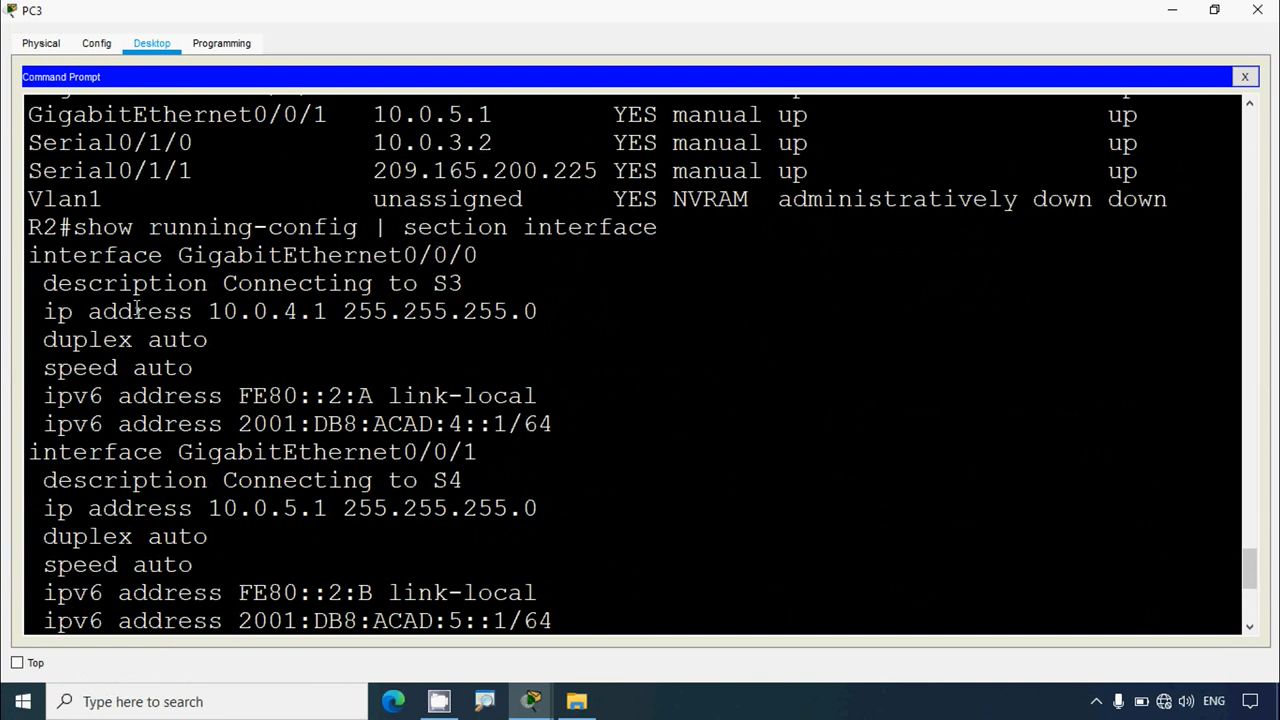 PC3
Physical Config Desktop Programming
Command Prompt X
GigabitEthernet0/0/1 10.0.5.1 YES manual up up
Serial0/1/0 10.0.3.2 YES manual up up
Serial0/1/1 209.165.200.225 YES manual up up
Vlan1 unassigned YES NVRAM administratively down down
R2#show running-config | section interface
interface GigabitEthernet0/0/0
description Connecting to S3
ip address 10.0.4.1 255.255.255.0
duplex auto
speed auto
ipv6 address FE80::2:A link-local
ipv6 address 2001:DB8:ACAD:4::1/64
interface GigabitEthernet0/0/1
description Connecting to S4
ip address 10.0.5.1 255.255.255.0
duplex auto
speed auto
ipv6 address FE80::2:B link-local
ipv6 address 2001:DB8:ACAD:5::1/64
Top
Type here to search ENG